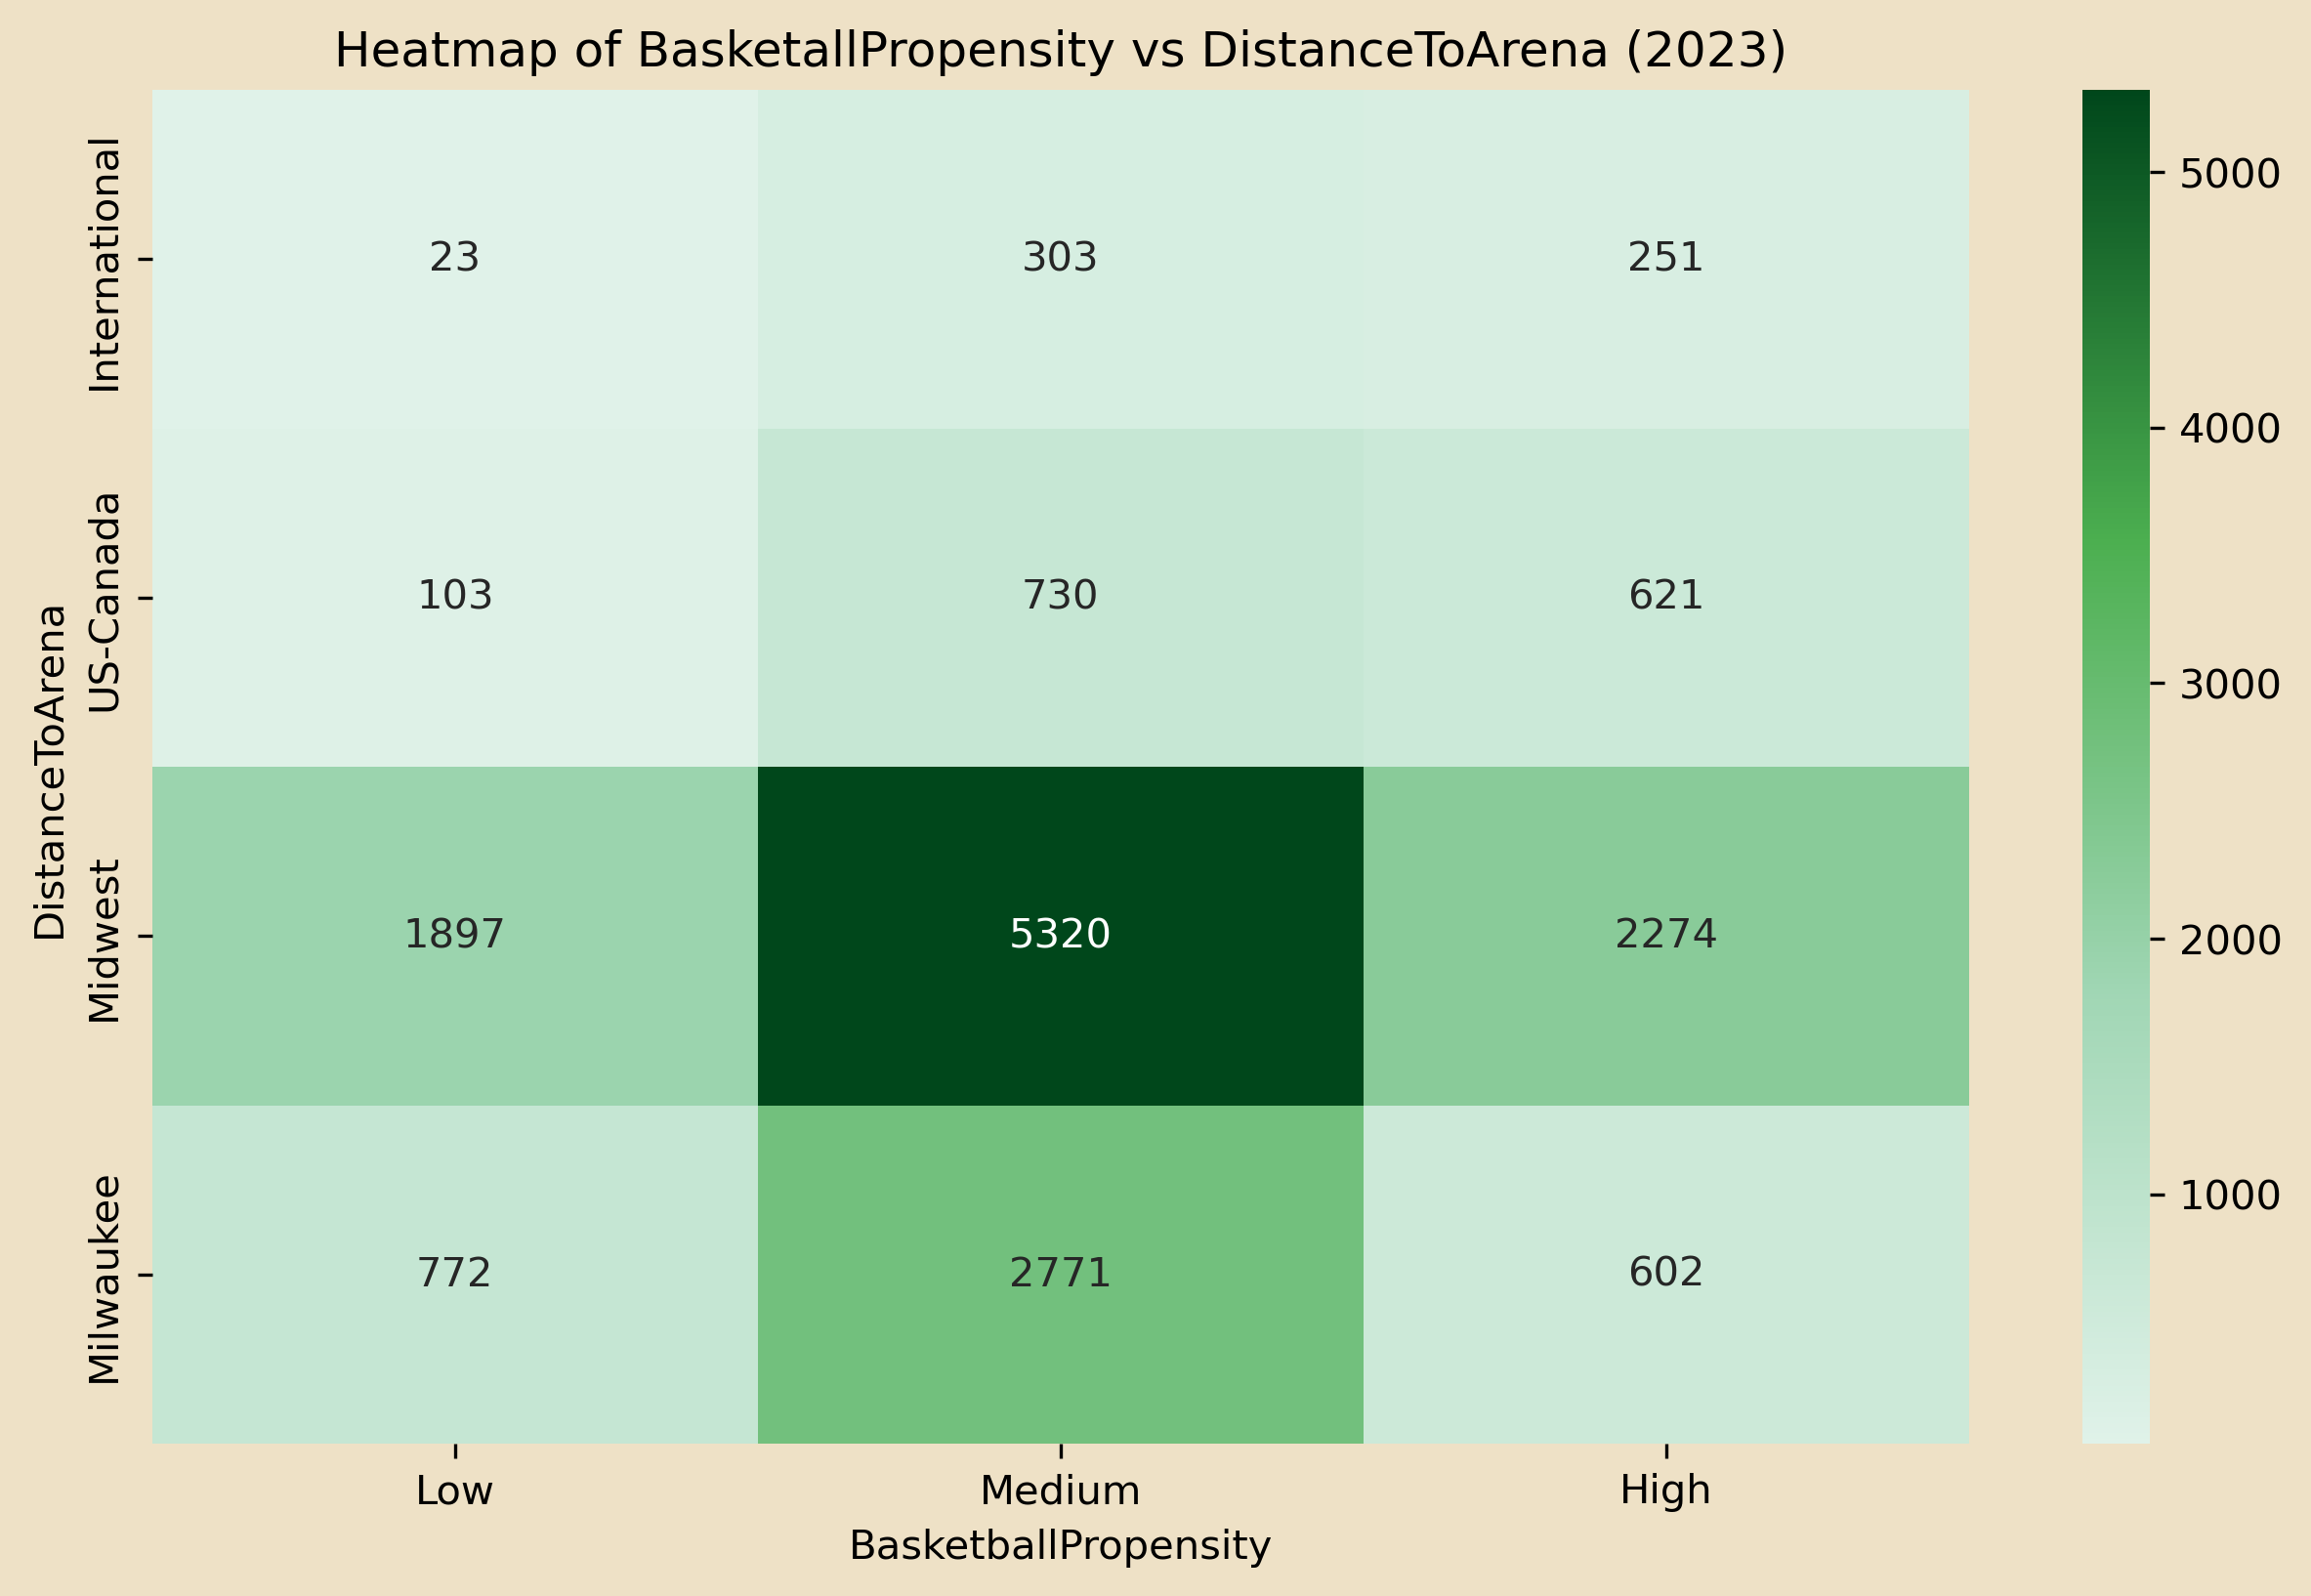 Heatmap of BasketallPropensity vs DistanceToArena (2023)
DistanceToArena
International
23 303 251
US-Canada
103 730 621
Midwest
1897 5320 2274
Milwaukee
772 2771 602
Low Medium High
BasketballPropensity
5000
4000
3000
2000
1000